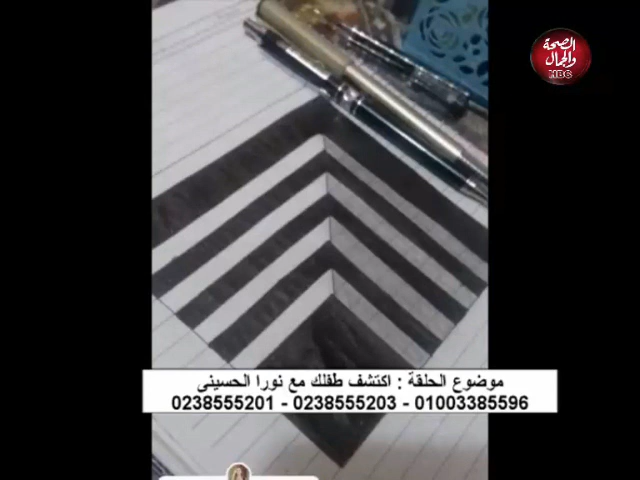 الصحة
والجمال
HBC
موضوع الحلقة : اكتشف طفلك مع نورا الحسينى
0238555201 - 0238555203 - 01003385596